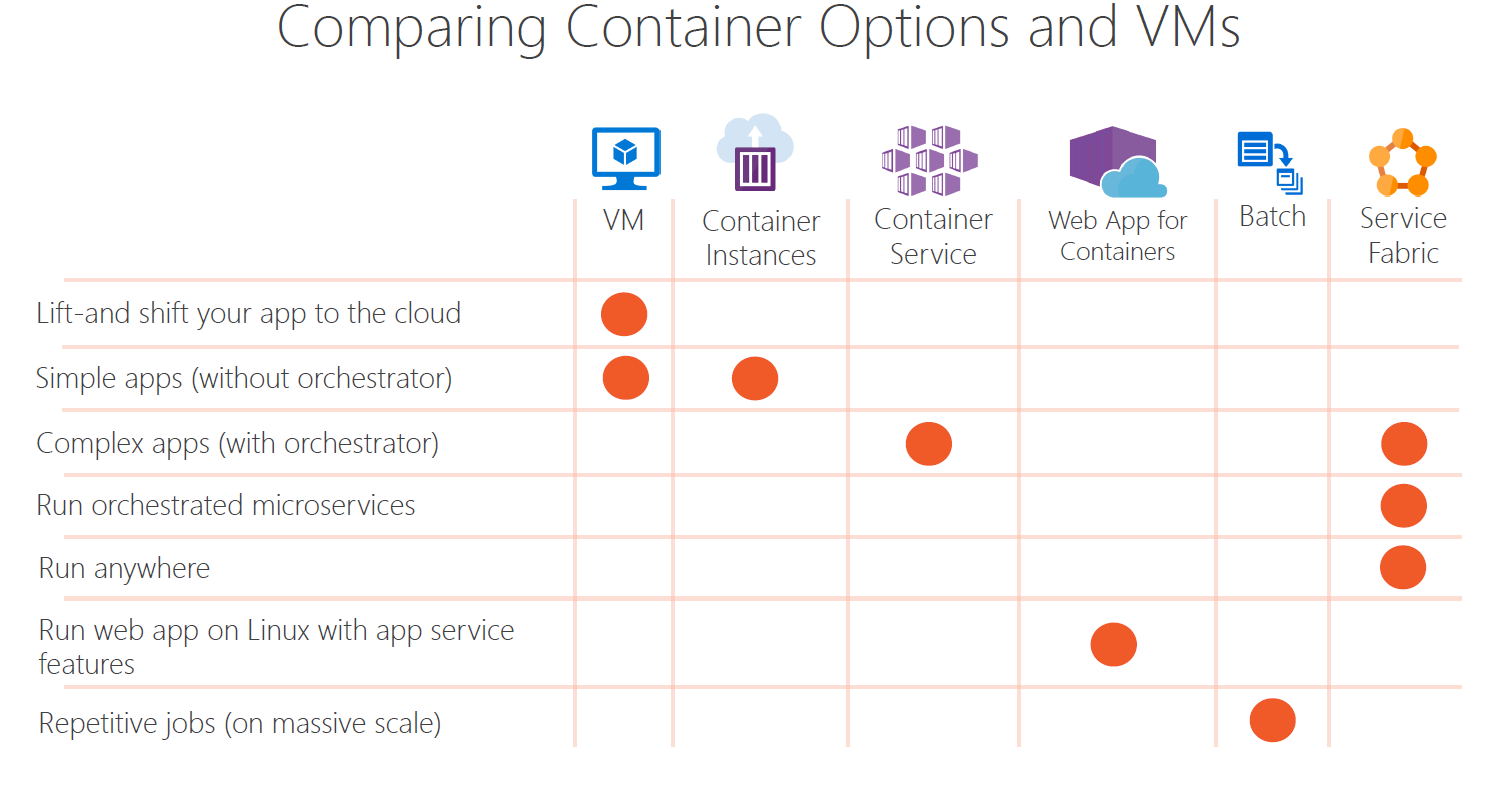 Comparing Container Options and VMs
VM
Container
Instances
Container
Service
Web App for
Containers
Batch
Service
Fabric
Lift-and shift your app to the cloud
Simple apps (without orchestrator)
Complex apps (with orchestrator)
Run orchestrated microservices
Run anywhere
Run web app on Linux with app service
features
Repetitive jobs (on massive scale)